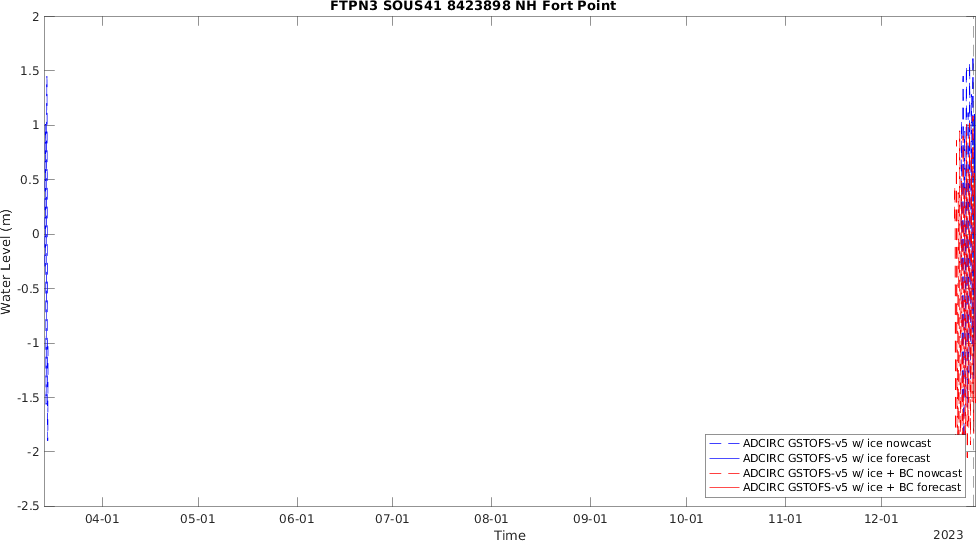 FTPN3 SOUS41 8423898 NH Fort Point
2
1.5
1
0.5
0
-0.5
-1
-1.5
-2
-2.5
Water Level (m)
04-01
05-01
06-01
07-01
08-01
09-01
10-01
11-01
12-01
Time
2023
ADCIRC GSTOFS-v5 w/ ice nowcast
ADCIRC GSTOFS-v5 w/ ice forecast
ADCIRC GSTOFS-v5 w/ ice + BC nowcast
ADCIRC GSTOFS-v5 w/ ice + BC forecast